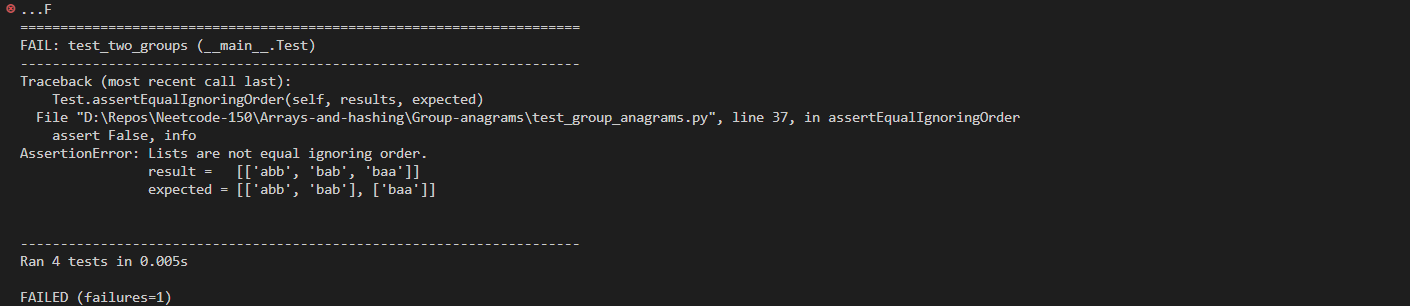 ...F
======================================================================
FAIL: test_two_groups (__main__.Test)
----------------------------------------------------------------------
Traceback (most recent call last):
    Test.assertEqualIgnoringOrder(self, results, expected)
  File "D:\Repos\Neetcode-150\Arrays-and-hashing\Group-anagrams\test_group_anagrams.py", line 37, in assertEqualIgnoringOrder
    assert False, info
AssertionError: Lists are not equal ignoring order.
                result =   [['abb', 'bab', 'baa']]
                expected = [['abb', 'bab'], ['baa']]
----------------------------------------------------------------------
Ran 4 tests in 0.005s
FAILED (failures=1)